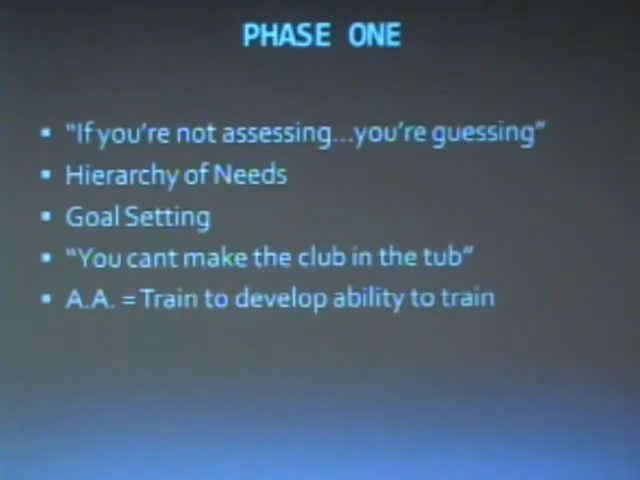 PHASE ONE
"If you're not assessing...you're guessing"
Hierarchy of Needs
Goal Setting
"You cant make the club in the tub"
A.A. = Train to develop ability to train